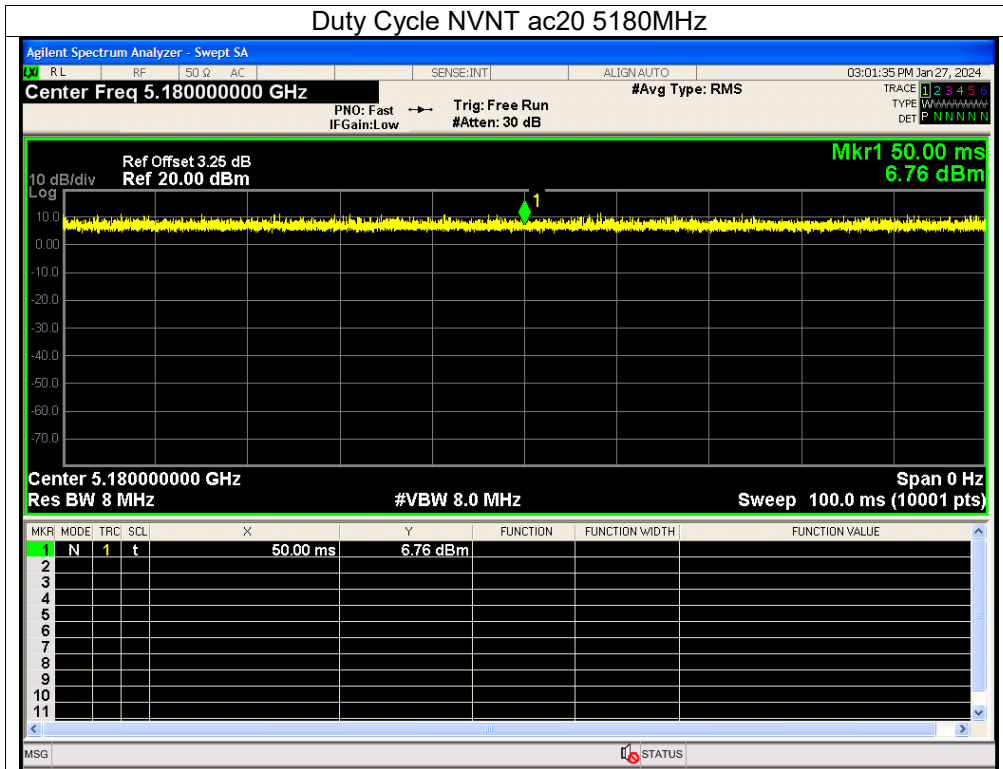 Duty Cycle NVNT ac20 5180MHz
Agilent Spectrum Analyzer - Swept SA
LXI RL RF 50 Ω AC SENSE:INT ALIGN AUTO 03:01:35 PM Jan 27, 2024
Center Freq 5.180000000 GHz #Avg Type: RMS TRACE 1 2 3 4 5 6
PNO: Fast Trig: Free Run TYPE WWWWWW
IFGain:Low #Atten: 30 dB DET P N N N N N
Mkr1 50.00 ms
Ref Offset 3.25 dB
10 dB/div Ref 20.00 dBm 6.76 dBm
Log
1
10.0
0.00
-10.0
-20.0
-30.0
-40.0
-50.0
-60.0
-70.0
Center 5.180000000 GHz Span 0 Hz
Res BW 8 MHz #VBW 8.0 MHz Sweep 100.0 ms (10001 pts)
MKR MODE TRC SCL X Y FUNCTION FUNCTION WIDTH FUNCTION VALUE
1 N 1 t 50.00 ms 6.76 dBm
2
3
4
5
6
7
8
9
10
11
MSG STATUS